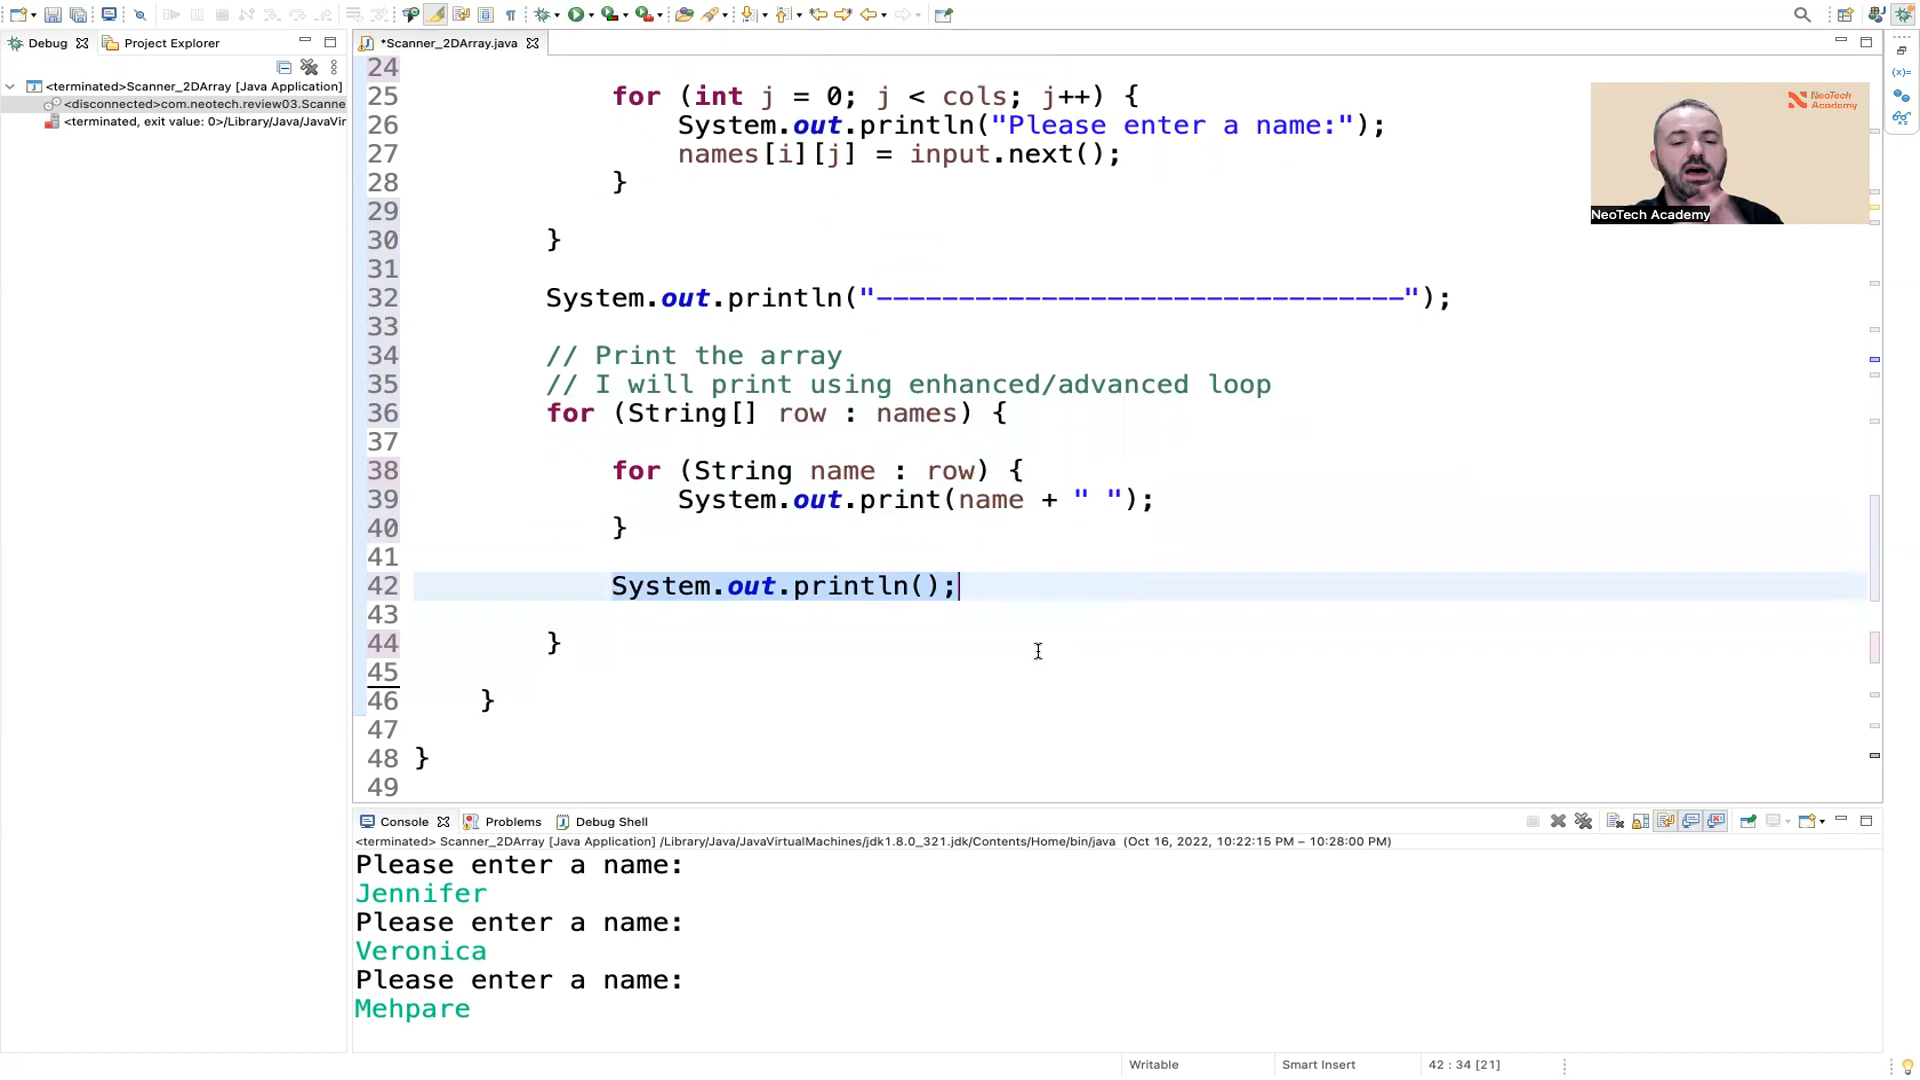 Debug
Project Explorer
*Scanner_2DArray.java
<terminated>Scanner_2DArray [Java Application]
<disconnected>com.neotech.review03.Scanne
<terminated, exit value: 0>/Library/Java/JavaVir
24
25 for (int j = 0; j < cols; j++) {
26 System.out.println("Please enter a name:");
27 names[i][j] = input.next();
28 }
29
30 }
31
32 System.out.println("--------------------------------");
33
34 // Print the array
35 // I will print using enhanced/advanced loop
36 for (String[] row : names) {
37
38 for (String name : row) {
39 System.out.print(name + " ");
40 }
41
42 System.out.println();
43
44 }
45
46 }
47
48 }
49
NeoTech
Academy
NeoTech Academy
Console
Problems
Debug Shell
<terminated> Scanner_2DArray [Java Application] /Library/Java/JavaVirtualMachines/jdk1.8.0_321.jdk/Contents/Home/bin/java (Oct 16, 2022, 10:22:15 PM – 10:28:00 PM)
Please enter a name:
Jennifer
Please enter a name:
Veronica
Please enter a name:
Mehpare
Writable
Smart Insert
42 : 34 [21]